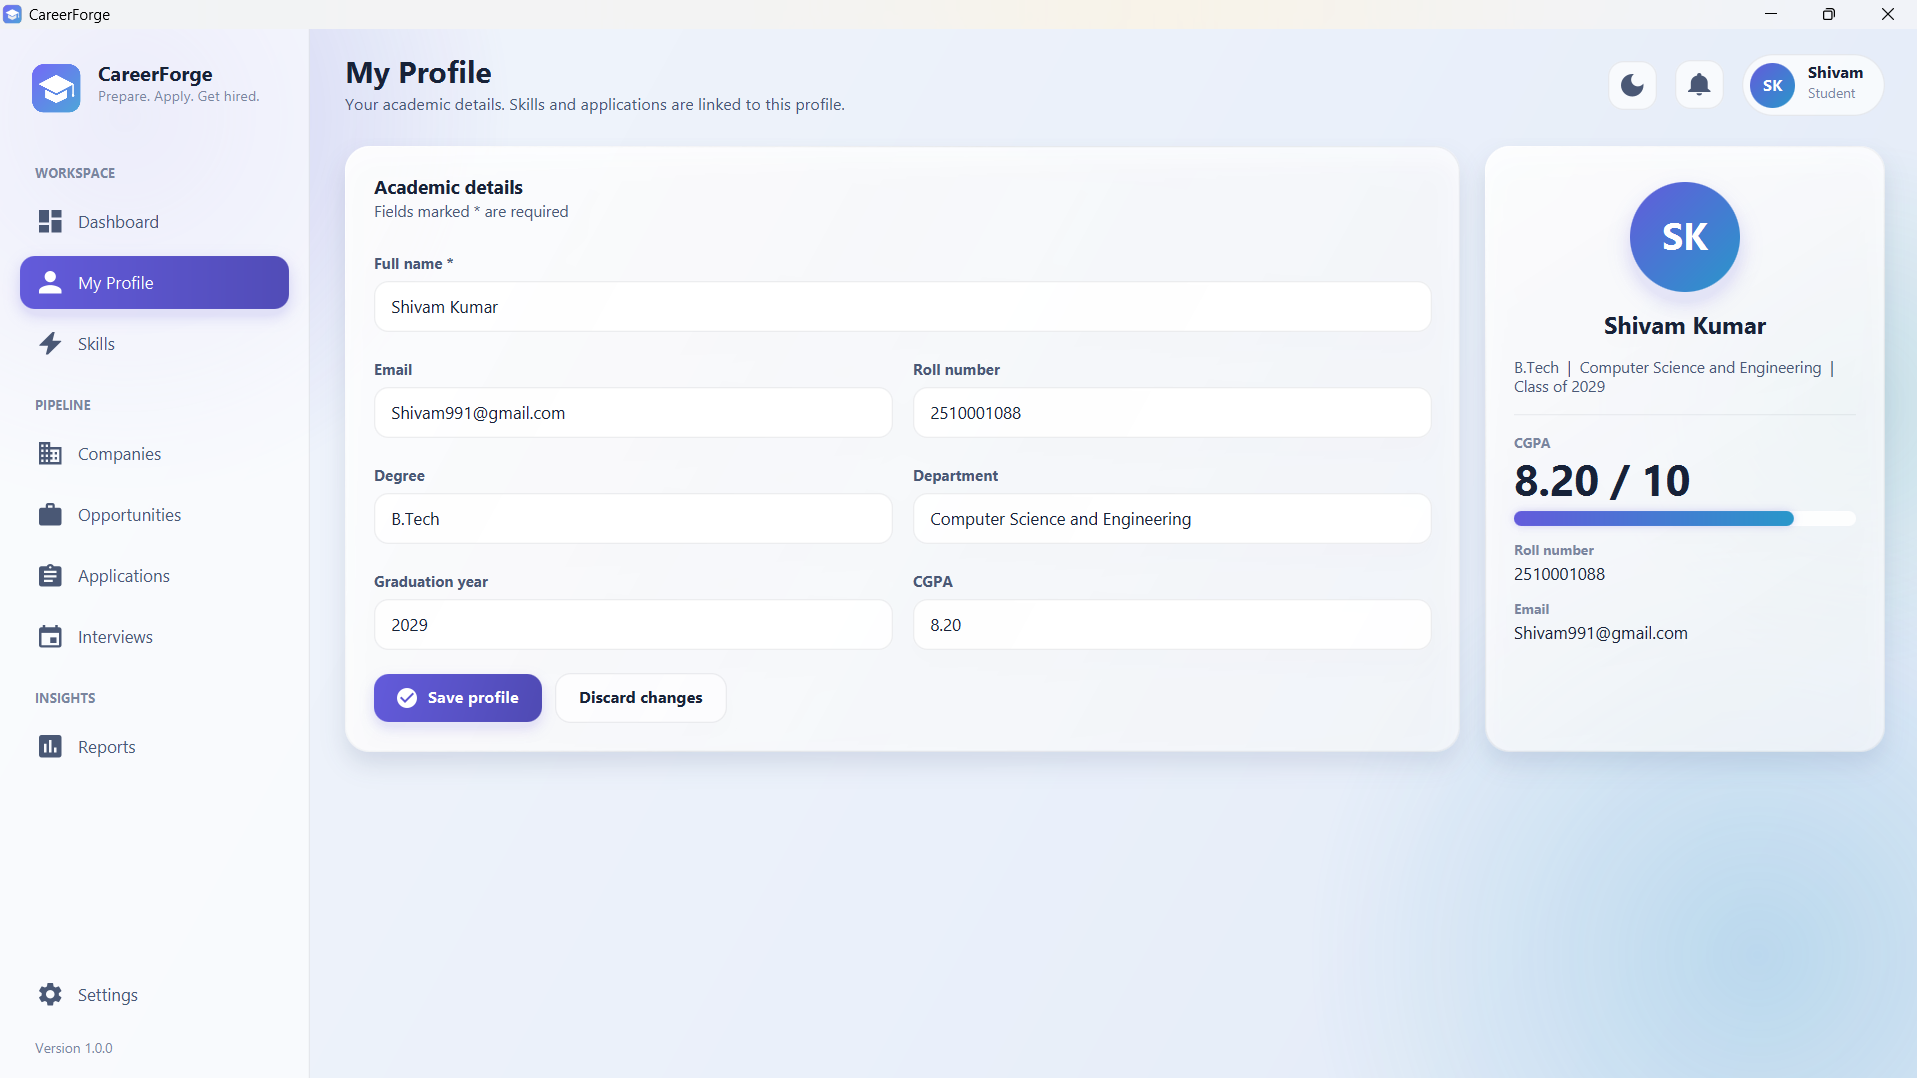 CareerForge
CareerForge
Prepare. Apply. Get hired.
WORKSPACE
Dashboard
My Profile
Skills
PIPELINE
Companies
Opportunities
Applications
Interviews
INSIGHTS
Reports
Settings
Version 1.0.0
My Profile
Your academic details. Skills and applications are linked to this profile.
SK
Shivam
Student
Academic details
Fields marked * are required
Full name *
Shivam Kumar
Email
Shivam991@gmail.com
Roll number
2510001088
Degree
B.Tech
Department
Computer Science and Engineering
Graduation year
2029
CGPA
8.20
Save profile
Discard changes
SK
Shivam Kumar
B.Tech | Computer Science and Engineering |
Class of 2029
CGPA
8.20 / 10
Roll number
2510001088
Email
Shivam991@gmail.com